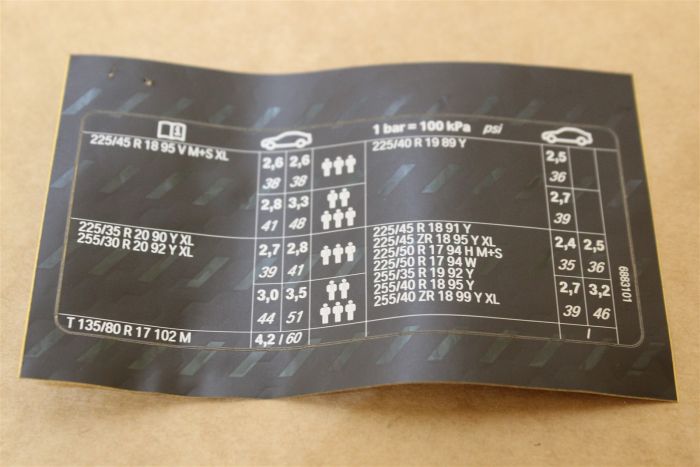 1 bar = 100 kPa psi
225/45 R 18 95 V M+S XL
2,6 2,6
38 38
2,8 3,3
41 48
225/35 R 20 90 Y XL
255/30 R 20 92 Y XL
2,7 2,8
39 41
3,0 3,5
44 51
T 135/80 R 17 102 M
4,2 / 60
225/40 R 19 89 Y
2,5
36
2,7
39
225/45 R 18 91 Y
225/45 ZR 18 95 Y XL
225/50 R 17 94 H M+S
225/50 R 17 94 W
255/35 R 19 92 Y
255/40 R 18 95 Y
255/40 ZR 18 99 Y XL
2,4 2,5
35 36
2,7 3,2
39 46
/
6883101